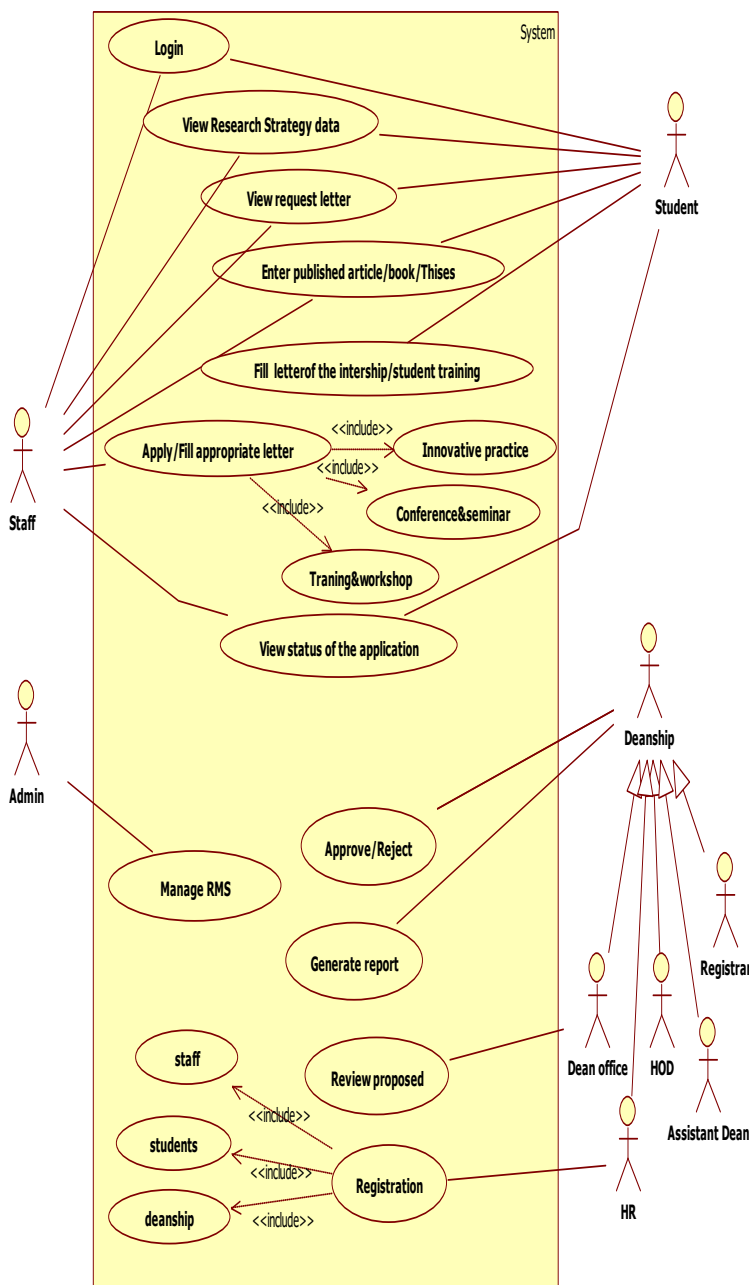 System
Login
View Research Strategy data
Student
View request letter
Enter published article/book/Thises
Fill letterof the intership/student training
Staff
Apply/Fill appropriate letter
<<include>>
Innovative practice
<<include>>
Conference&seminar
<<include>>
Traning&workshop
View status of the application
Deanship
Admin
Approve/Reject
Manage RMS
Generate report
Registrar
Dean office
HOD
Assistant Dean
staff
Review proposed
<<include>>
students
<<include>>
Registration
deanship
<<include>>
HR